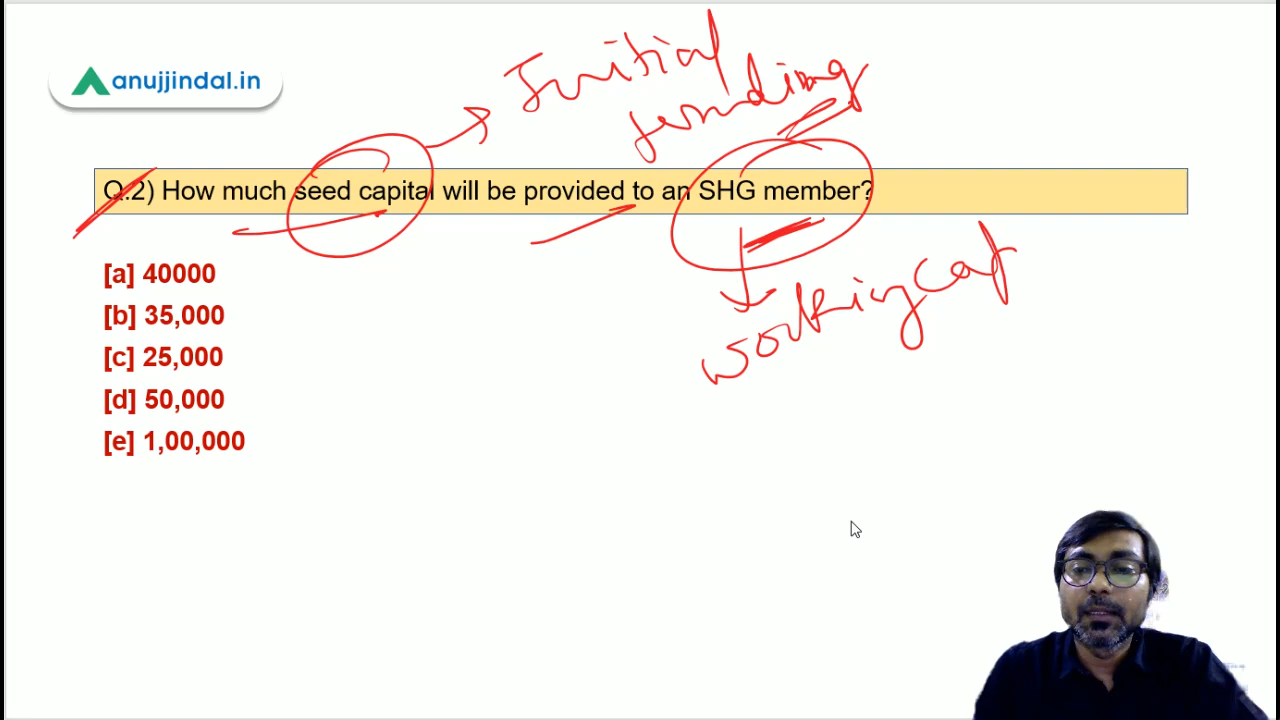 anujjindal.in
Initial
funding
Q.2) How much seed capital will be provided to an SHG member?
working cap
[a] 40000
[b] 35,000
[c] 25,000
[d] 50,000
[e] 1,00,000